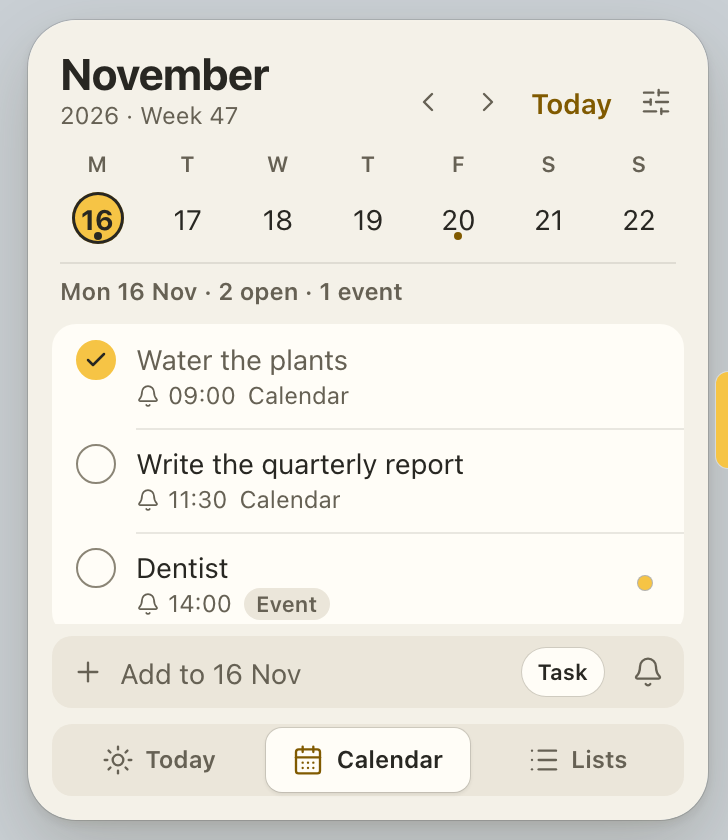 November
2026 · Week 47
Today
M T W T F S S
16 17 18 19 20 21 22
Mon 16 Nov · 2 open · 1 event
Water the plants
09:00 Calendar
Write the quarterly report
11:30 Calendar
Dentist
14:00 Event
Add to 16 Nov Task
Today Calendar Lists